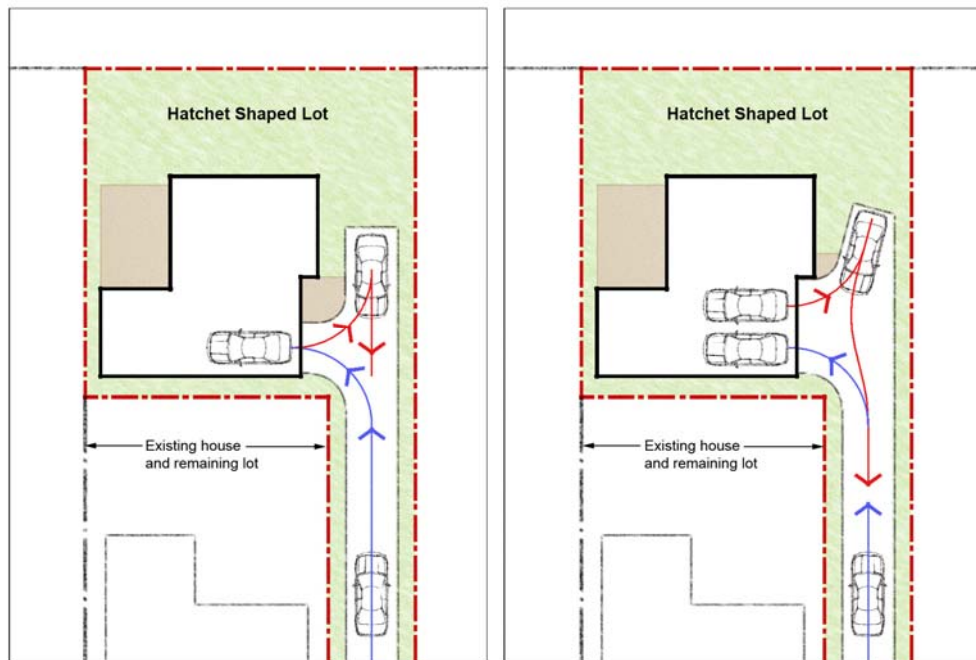 Hatchet Shaped Lot
Existing house
and remaining lot
Hatchet Shaped Lot
Existing house
and remaining lot